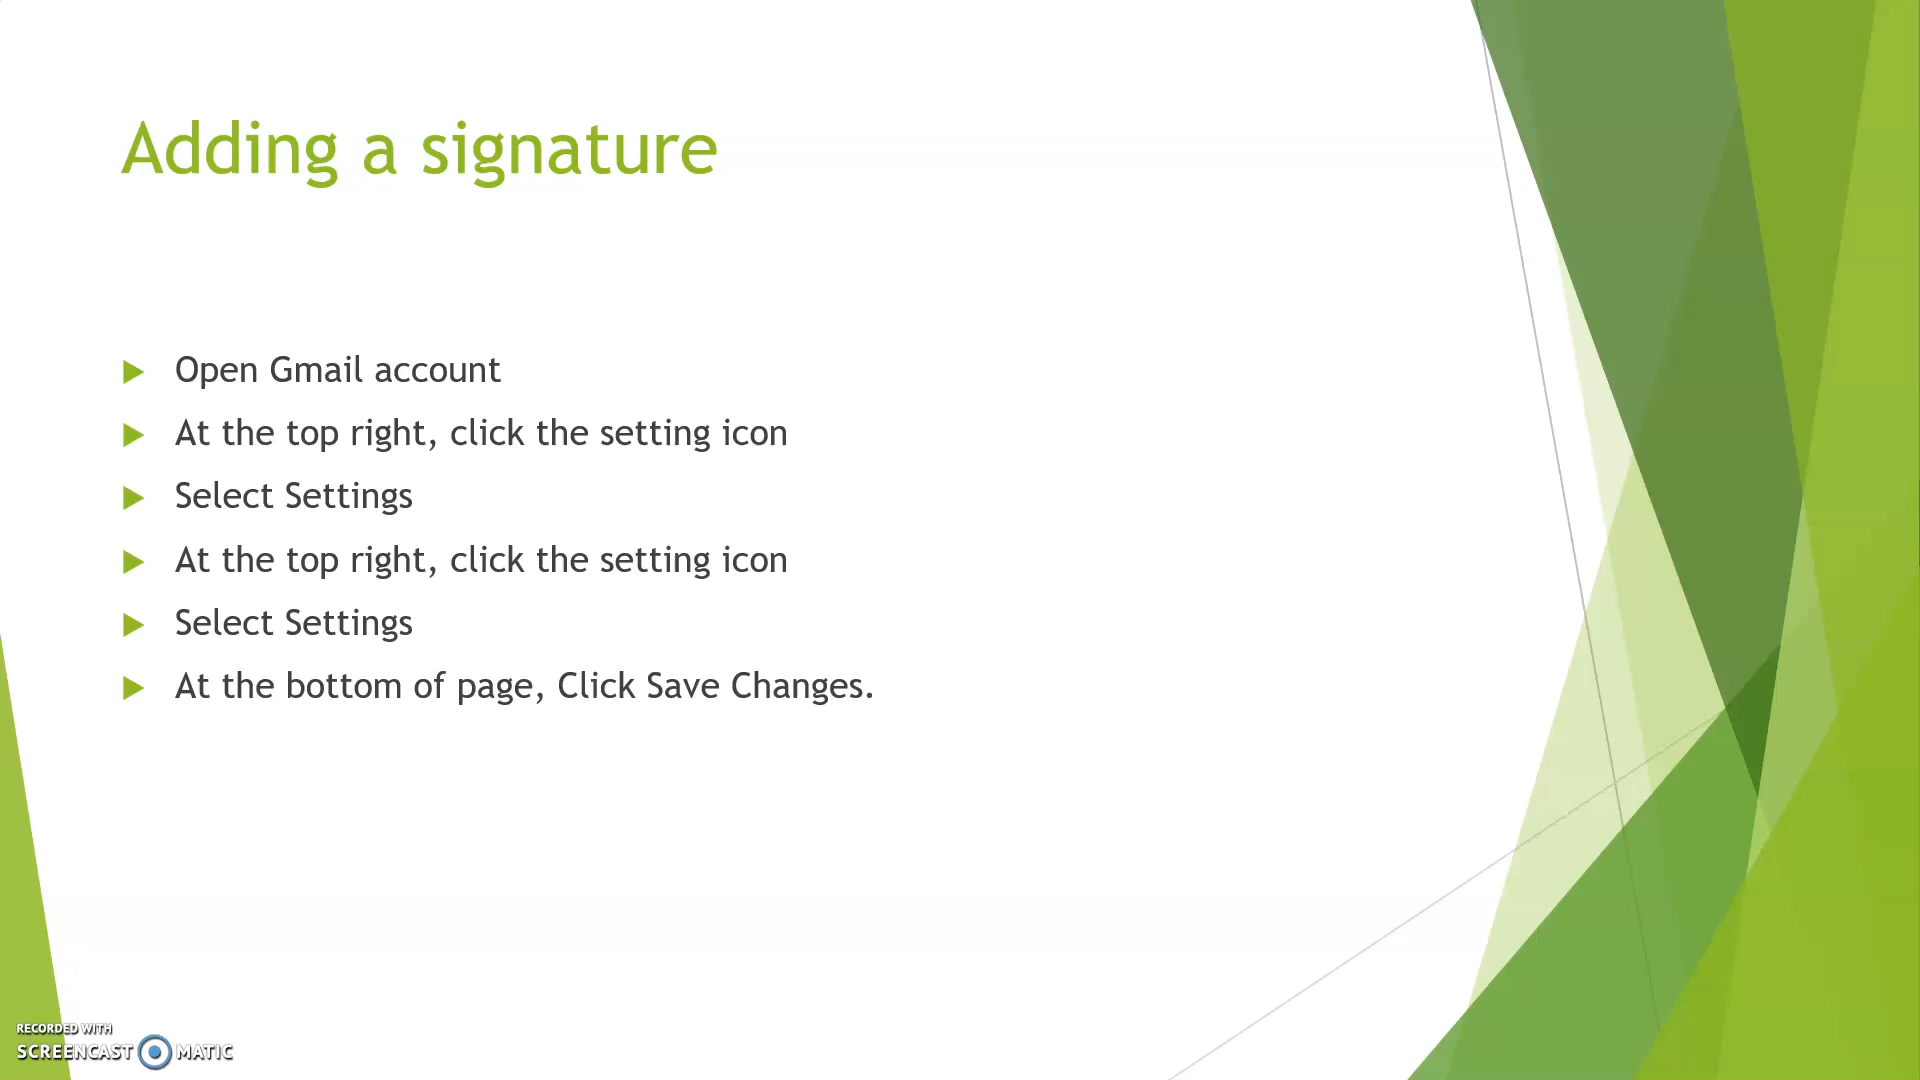 Adding a signature
Open Gmail account
At the top right, click the setting icon
Select Settings
At the top right, click the setting icon
Select Settings
At the bottom of page, Click Save Changes.
RECORDED WITH
SCREENCAST MATIC